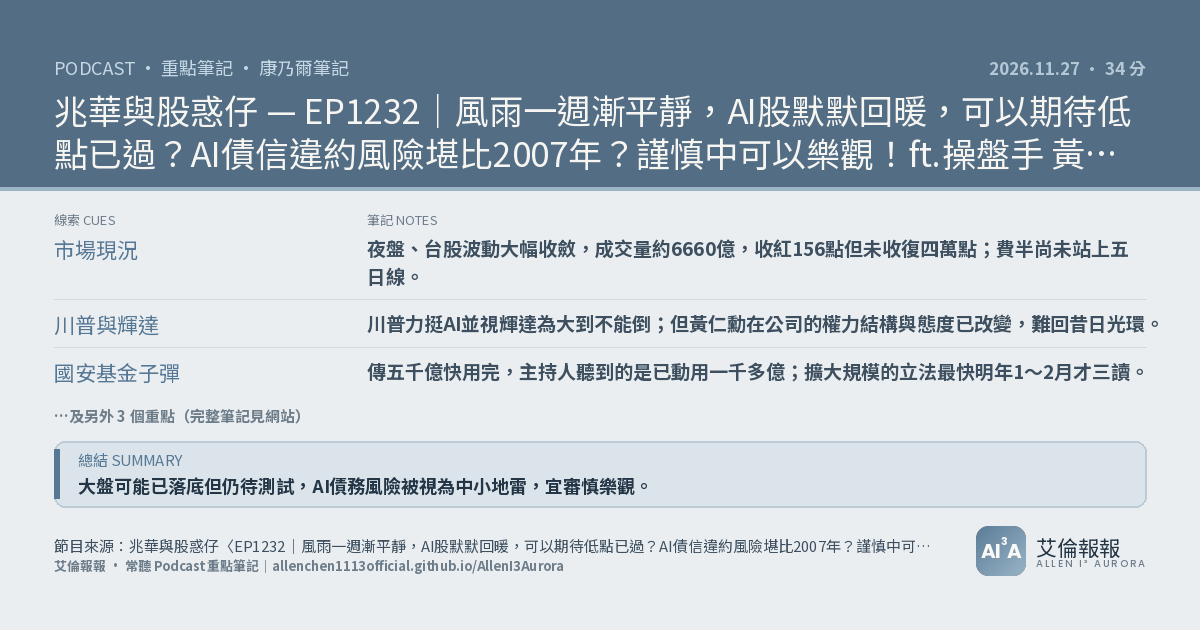 PODCAST · 重點筆記 · 康乃爾筆記
2026.11.27 · 34 分
兆華與股惑仔 — EP1232｜風雨一週漸平靜，AI股默默回暖，可以期待低
點已過？AI債信違約風險堪比2007年？謹慎中可以樂觀！ft.操盤手 黃…
線索 CUES
筆記 NOTES
市場現況
夜盤、台股波動大幅收斂，成交量約6660億，收紅156點但未收復四萬點；費半尚未站上五
日線。
川普與輝達
川普力挺AI並視輝達為大到不能倒；但黃仁勳在公司的權力結構與態度已改變，難回昔日光環。
國安基金子彈
傳五千億快用完，主持人聽到的是已動用一千多億；擴大規模的立法最快明年1～2月才三讀。
…及另外 3 個重點（完整筆記見網站）
總結 SUMMARY
大盤可能已落底但仍待測試，AI債務風險被視為中小地雷，宜審慎樂觀。
節目來源：兆華與股惑仔〈EP1232｜風雨一週漸平靜，AI股默默回暖，可以期待低點已過？AI債信違約風險堪比2007年？謹慎中可…
艾倫報報 · 常聽 Podcast 重點筆記｜allenchen1113official.github.io/AllenI3Aurora
AI³A
艾倫報報
ALLEN I³ AURORA